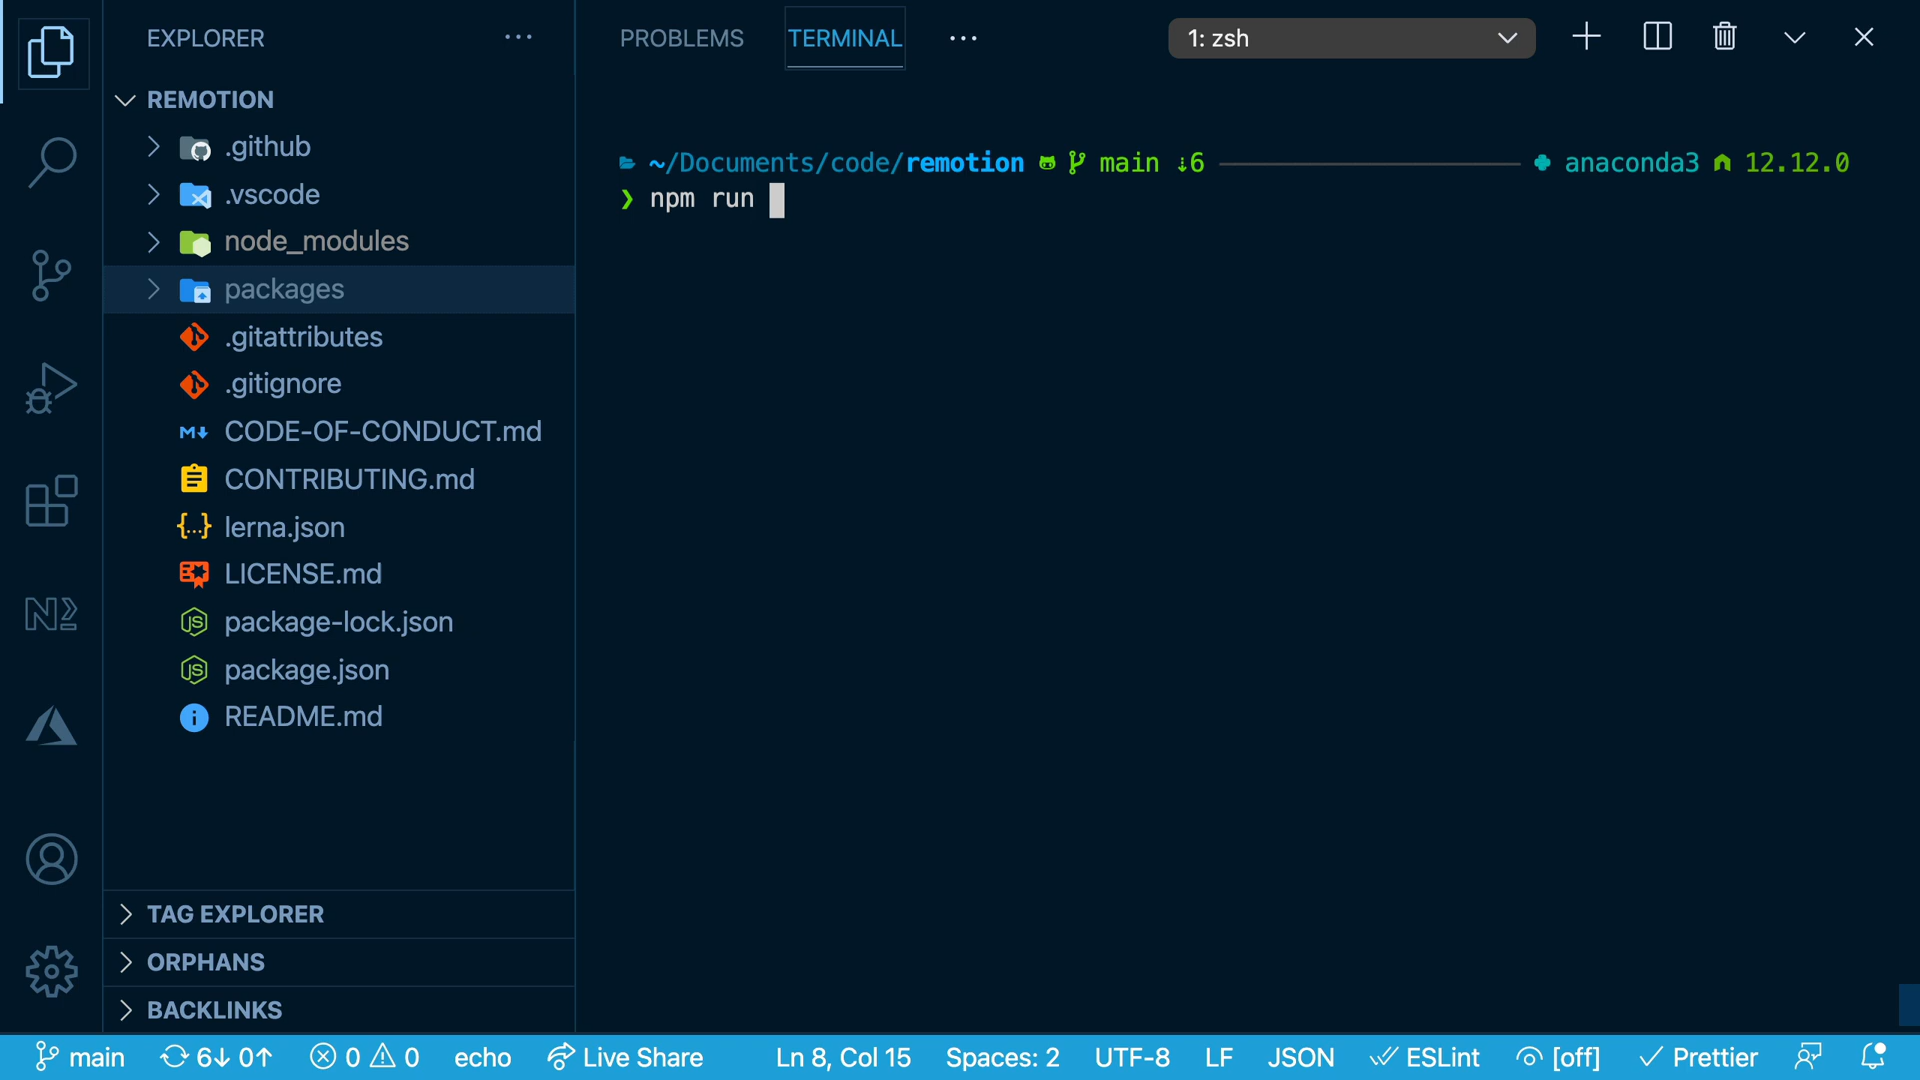 EXPLORER
REMOTION
.github
.vscode
node_modules
packages
.gitattributes
.gitignore
CODE-OF-CONDUCT.md
CONTRIBUTING.md
{...} lerna.json
LICENSE.md
package-lock.json
package.json
README.md
TAG EXPLORER
ORPHANS
BACKLINKS
PROBLEMS TERMINAL ... 1: zsh
~/Documents/code/remotion main ⇣6 anaconda3 12.12.0
❯ npm run
main 6↓ 0↑ 0 0 echo Live Share Ln 8, Col 15 Spaces: 2 UTF-8 LF JSON ESLint [off] Prettier